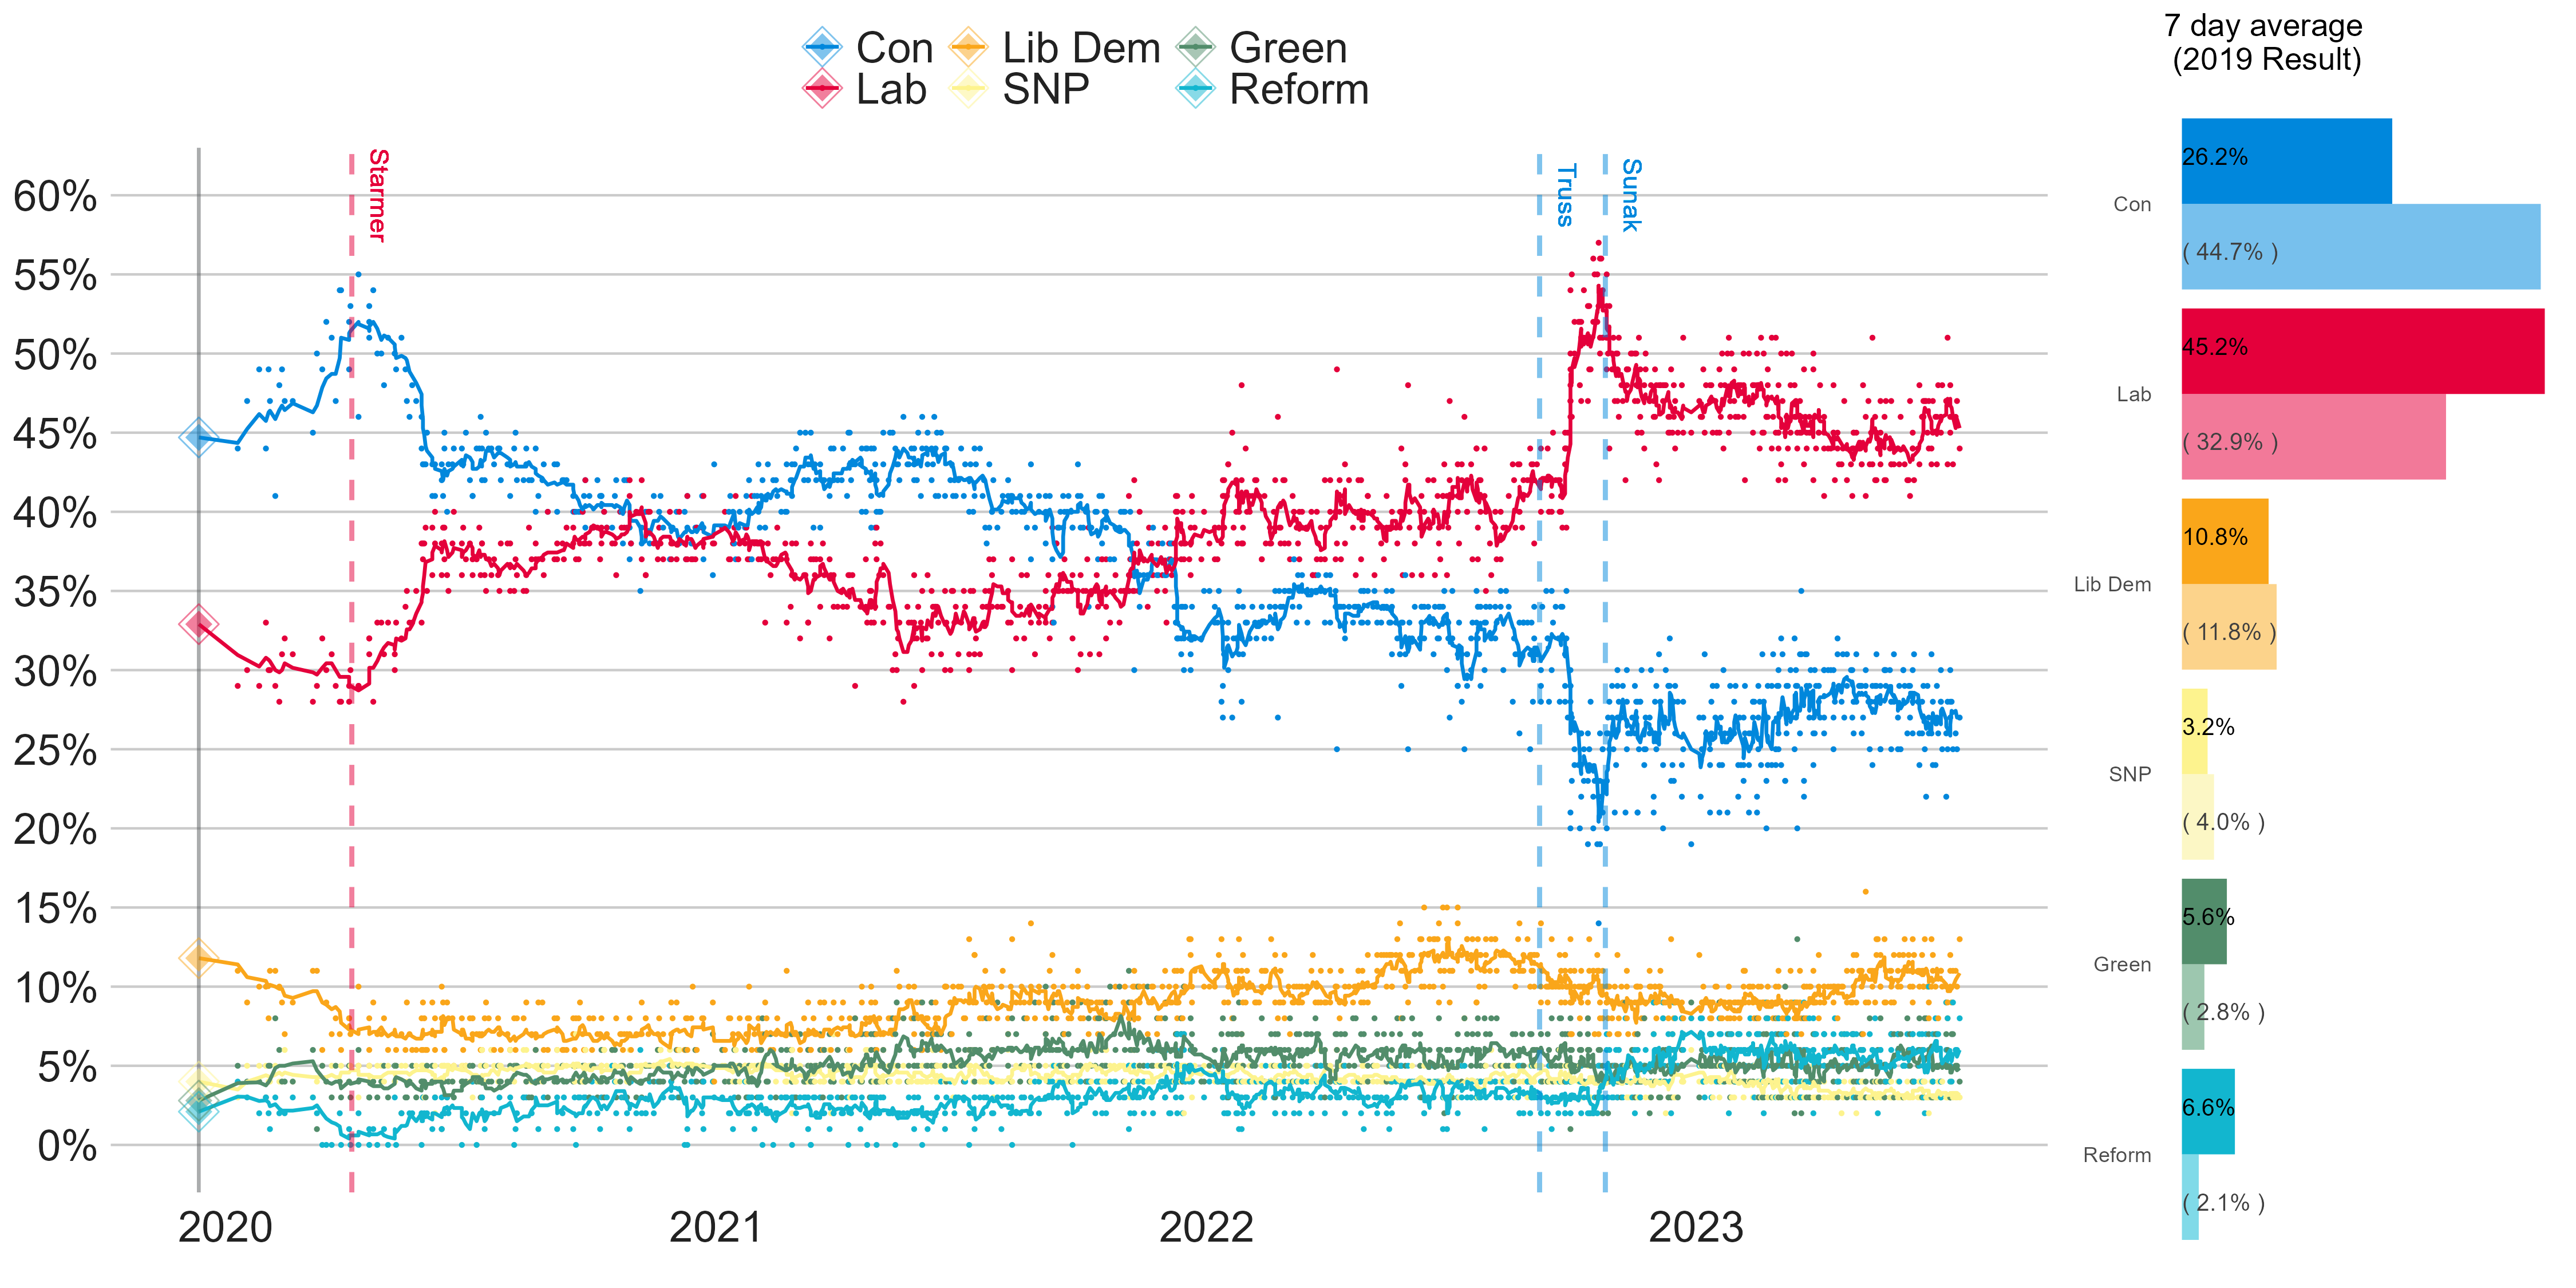 7 day average
(2019 Result)
Con Lib Dem Green
Lab SNP Reform
Starmer
Truss
Sunak
60%
55%
50%
45%
40%
35%
30%
25%
20%
15%
10%
5%
0%
2020 2021 2022 2023
26.2%
Con
( 44.7% )
45.2%
Lab
( 32.9% )
10.8%
Lib Dem
( 11.8% )
3.2%
SNP
( 4.0% )
5.6%
Green
( 2.8% )
6.6%
Reform
( 2.1% )